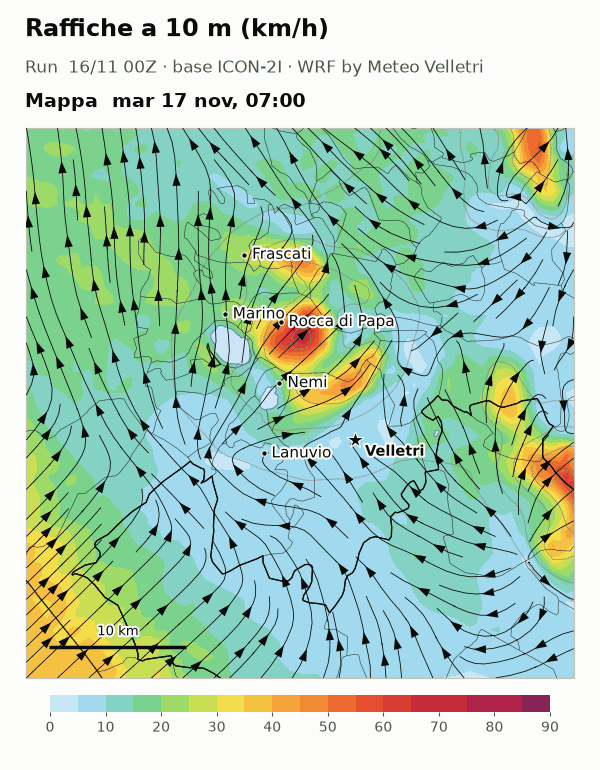 Raffiche a 10 m (km/h)
Run  16/11 00Z · base ICON-2I · WRF by Meteo Velletri
Mappa  mar 17 nov, 07:00
Frascati
Marino
Rocca di Papa
Nemi
Velletri
Lanuvio
10 km
0 10 20 30 40 50 60 70 80 90